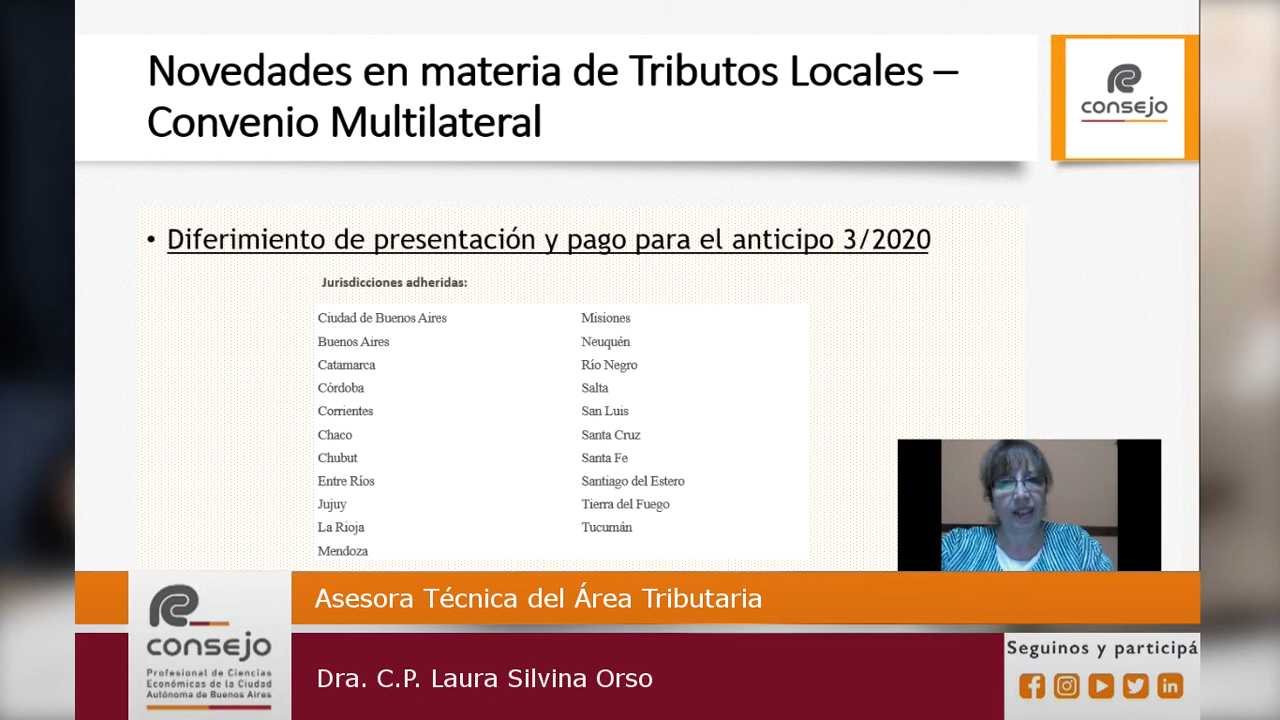 Novedades en materia de Tributos Locales –
Convenio Multilateral
consejo
• Diferimiento de presentación y pago para el anticipo 3/2020
Jurisdicciones adheridas:
Ciudad de Buenos Aires
Buenos Aires
Catamarca
Córdoba
Corrientes
Chaco
Chubut
Entre Ríos
Jujuy
La Rioja
Mendoza
Misiones
Neuquén
Río Negro
Salta
San Luis
Santa Cruz
Santa Fe
Santiago del Estero
Tierra del Fuego
Tucumán
consejo
Profesional de Ciencias
Económicas de la Ciudad
Autónoma de Buenos Aires
Asesora Técnica del Área Tributaria
Dra. C.P. Laura Silvina Orso
Seguinos y participá